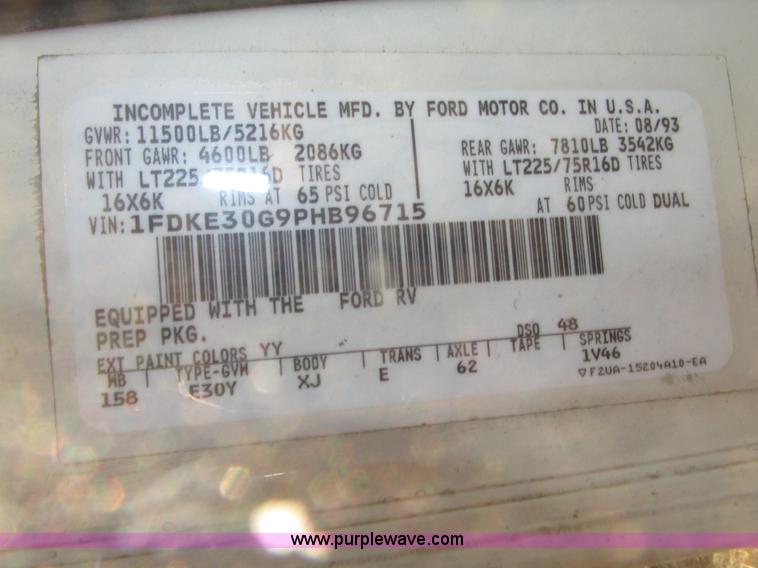 INCOMPLETE VEHICLE MFD. BY FORD MOTOR CO. IN U.S.A.
GVWR: 11500LB/5216KG DATE: 08/93
FRONT GAWR: 4600LB 2086KG REAR GAWR: 7810LB 3542KG
WITH LT225/75R16D TIRES WITH LT225/75R16D TIRES
16X6K RIMS AT 65 PSI COLD 16X6K RIMS
AT 60 PSI COLD DUAL
VIN: 1FDKE30G9PHB96715
EQUIPPED WITH THE FORD RV
PREP PKG.
DSO 48
EXT PAINT COLORS YY
WB TYPE-GVW BODY TRANS AXLE TAPE SPRINGS
158 E30Y XJ E 62 1V46
▽ F2UA-15204A10-EA
www.purplewave.com